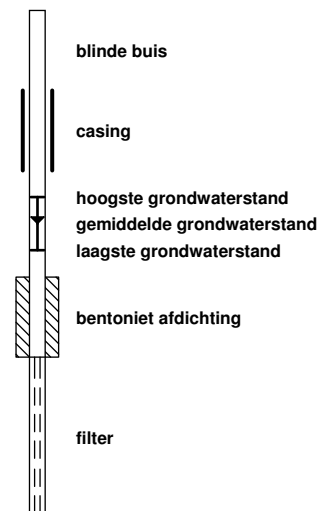 blinde buis
casing
hoogste grondwaterstand
gemiddelde grondwaterstand
laagste grondwaterstand
bentoniet afdichting
filter